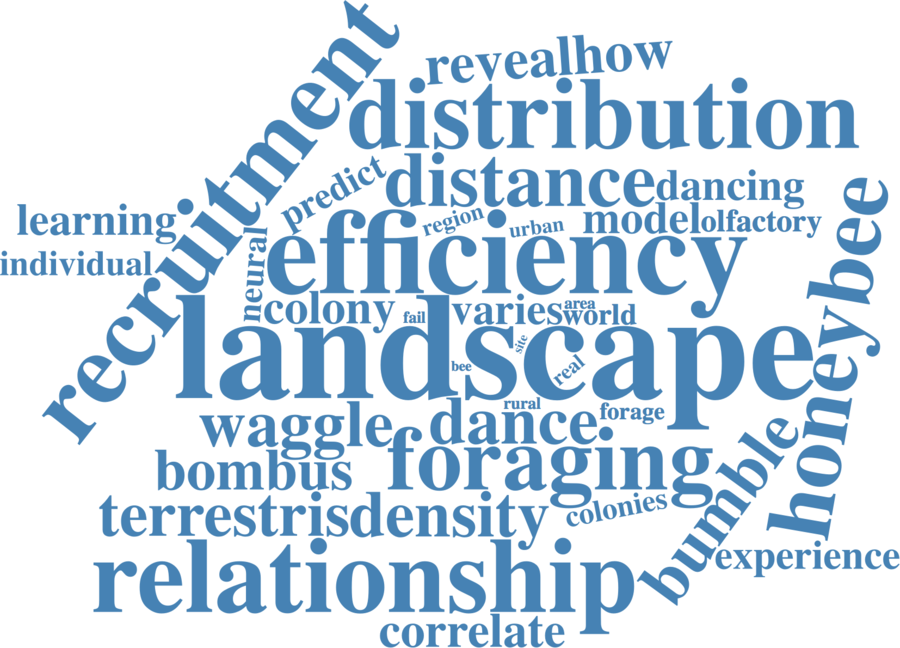 recruitment
revealhow
distribution
predict
distance
dancing
learning
region
urban
model
olfactory
individual
neural
efficiency
honeybee
colony
fail
varies
area
world
landscape
site
bee
real
rural
forage
waggle
dance
bombus
foraging
bumble
terrestris
density
colonies
relationship
experience
correlate